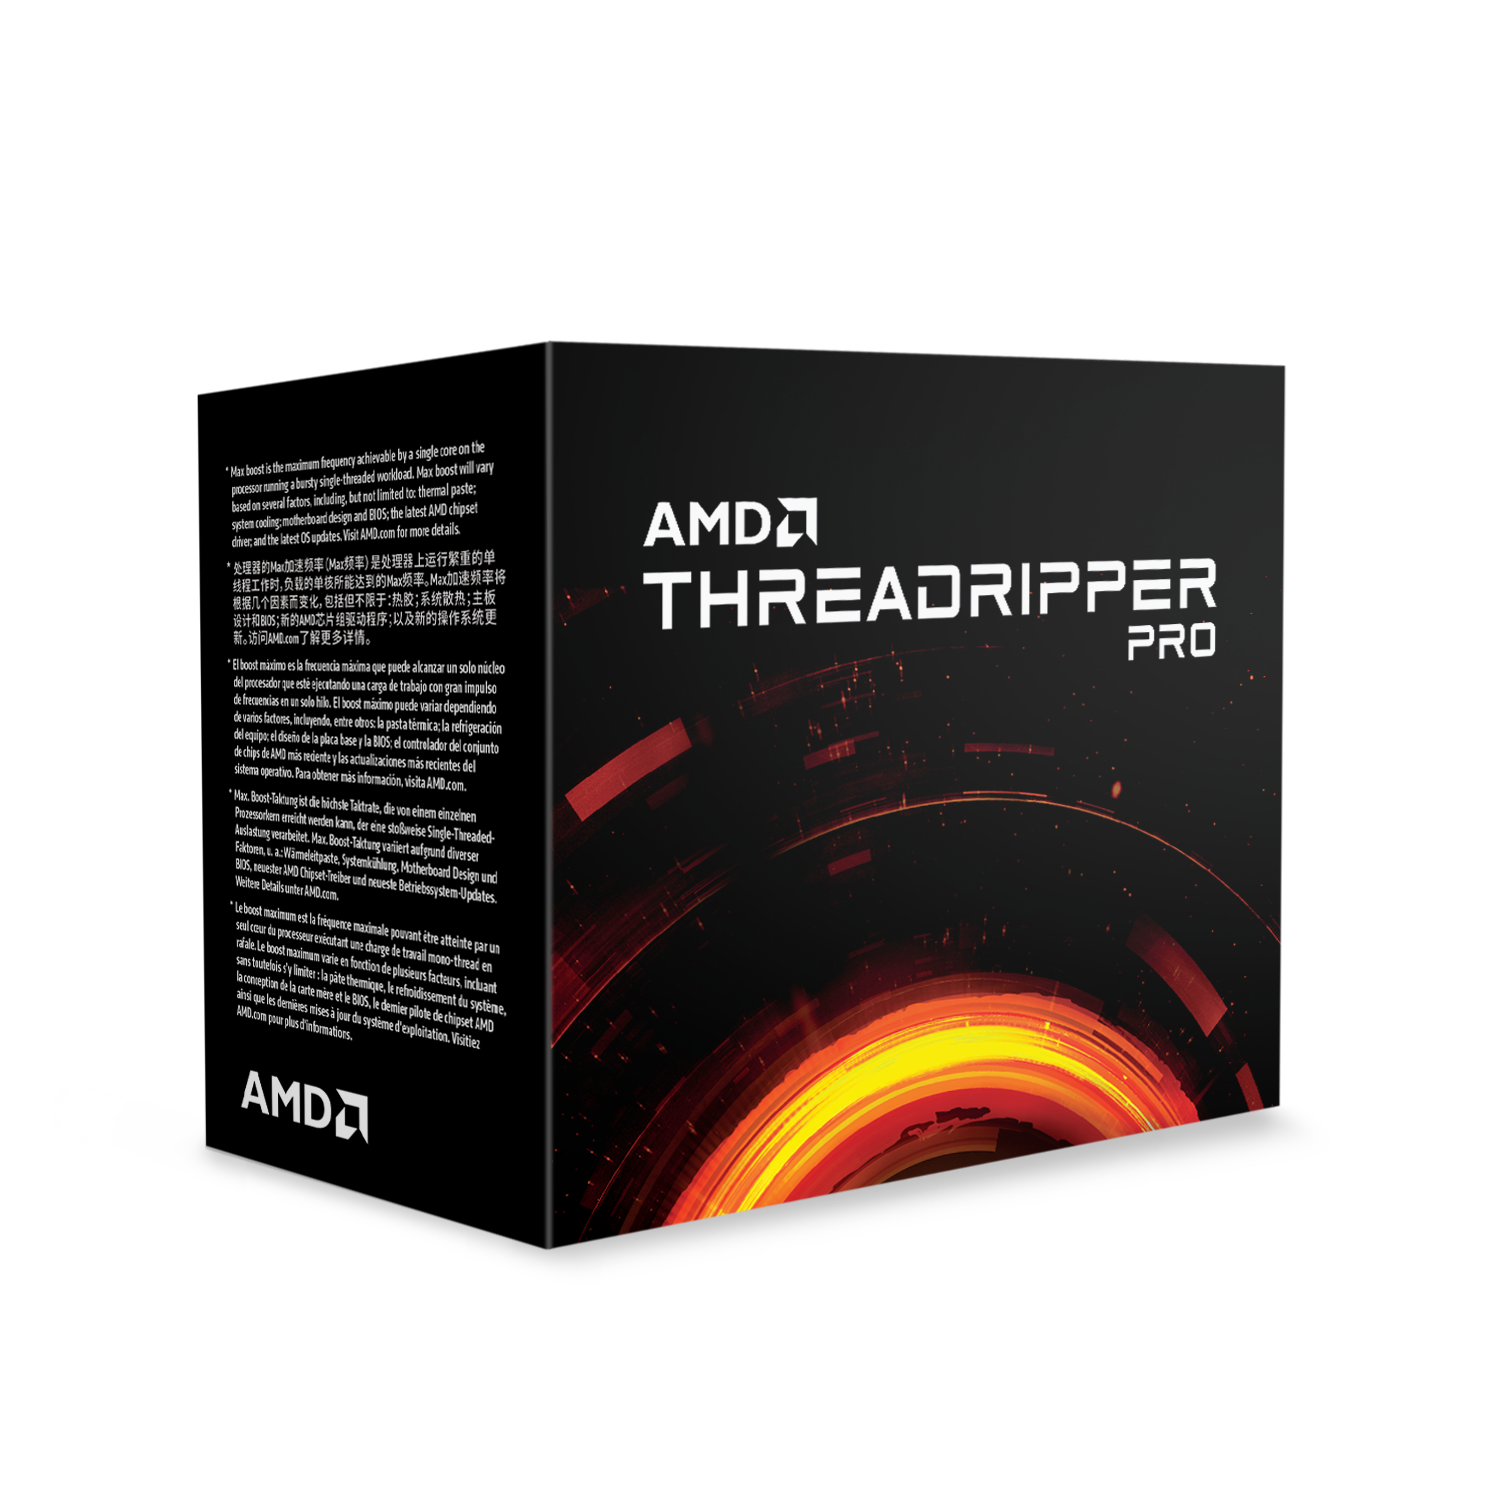 * Max boost is the maximum frequency achievable by a single core on the
processor running a bursty single-threaded workload. Max boost will vary
based on several factors, including, but not limited to: thermal paste;
system cooling; motherboard design and BIOS; the latest AMD chipset
driver; and the latest OS updates. Visit AMD.com for more details.
* 处理器的Max加速频率(Max频率)是处理器上运行繁重的单
线程工作时,负载的单核所能达到的Max频率。Max加速频率将
根据几个因素而变化,包括但不限于:热胶;系统散热;主板
设计和BIOS;新的AMD芯片组驱动程序;以及新的操作系统更
新。访问AMD.com了解更多详情。
* El boost máximo es la frecuencia máxima que puede alcanzar un solo núcleo
del procesador que esté ejecutando una carga de trabajo con gran impulso
de frecuencias en un solo hilo. El boost máximo puede variar dependiendo
de varios factores, incluyendo, entre otros: la pasta térmica; la refrigeración
del equipo; el diseño de la placa base y la BIOS; el controlador del conjunto
de chips de AMD más reciente y las actualizaciones más recientes del
sistema operativo. Para obtener más información, visita AMD.com.
* Max. Boost-Taktung ist die höchste Taktrate, die von einem einzelnen
Prozessorkern erreicht werden kann, der eine stoßweise Single-Threaded-
Auslastung verarbeitet. Max. Boost-Taktung variiert aufgrund diverser
Faktoren, u. a.: Wärmeleitpaste, Systemkühlung, Motherboard Design und
BIOS, neuester AMD Chipset-Treiber und neueste Betriebssystem-Updates.
Weitere Details unter AMD.com.
* Le boost maximum est la fréquence maximale pouvant être atteinte par un
seul cœur du processeur exécutant une charge de travail mono-thread en
rafale. Le boost maximum varie en fonction de plusieurs facteurs, incluant
sans toutefois s'y limiter : la pâte thermique, le refroidissement du système,
la conception de la carte mère et le BIOS, le dernier pilote de chipset AMD
ainsi que les dernières mises à jour du système d'exploitation. Visitiez
AMD.com pour plus d'informations.
AMD
AMD
THREADRIPPER
PRO